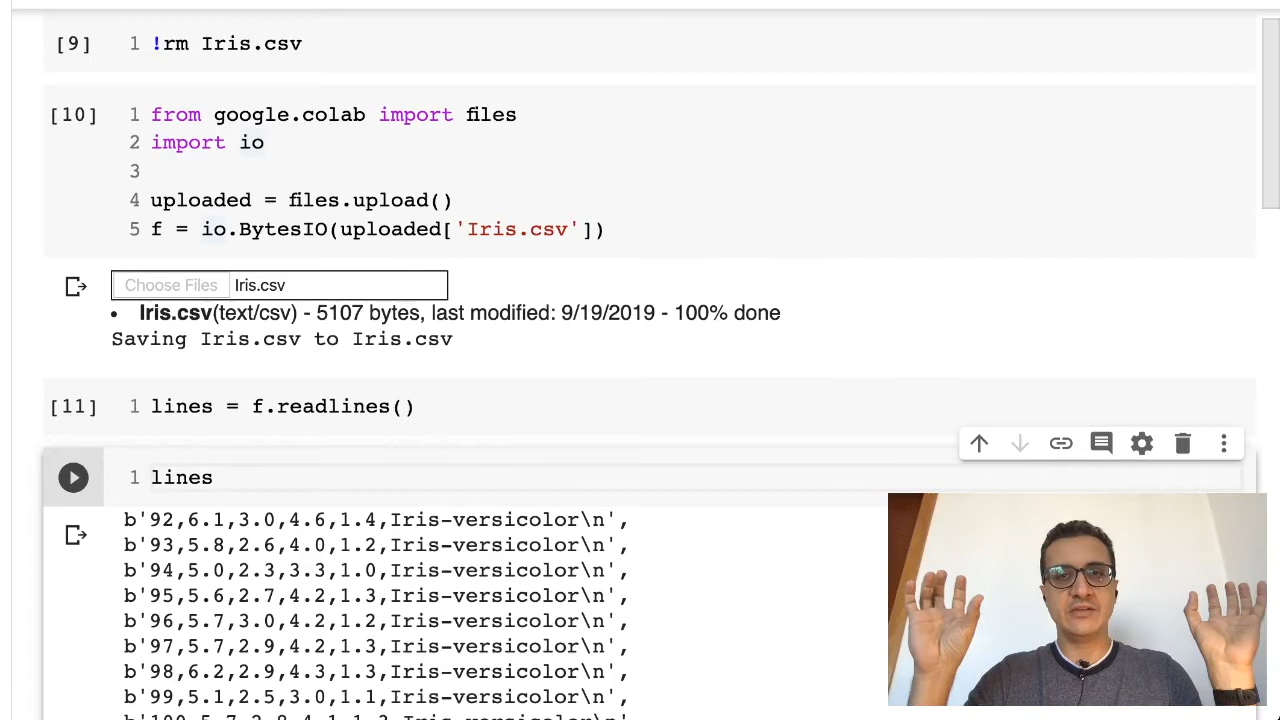 [9] 1 !rm Iris.csv
[10] 1 from google.colab import files
2 import io
3
4 uploaded = files.upload()
5 f = io.BytesIO(uploaded['Iris.csv'])
Choose Files Iris.csv
• Iris.csv(text/csv) - 5107 bytes, last modified: 9/19/2019 - 100% done
Saving Iris.csv to Iris.csv
[11] 1 lines = f.readlines()
1 lines
b'92,6.1,3.0,4.6,1.4,Iris-versicolor\n',
b'93,5.8,2.6,4.0,1.2,Iris-versicolor\n',
b'94,5.0,2.3,3.3,1.0,Iris-versicolor\n',
b'95,5.6,2.7,4.2,1.3,Iris-versicolor\n',
b'96,5.7,3.0,4.2,1.2,Iris-versicolor\n',
b'97,5.7,2.9,4.2,1.3,Iris-versicolor\n',
b'98,6.2,2.9,4.3,1.3,Iris-versicolor\n',
b'99,5.1,2.5,3.0,1.1,Iris-versicolor\n',